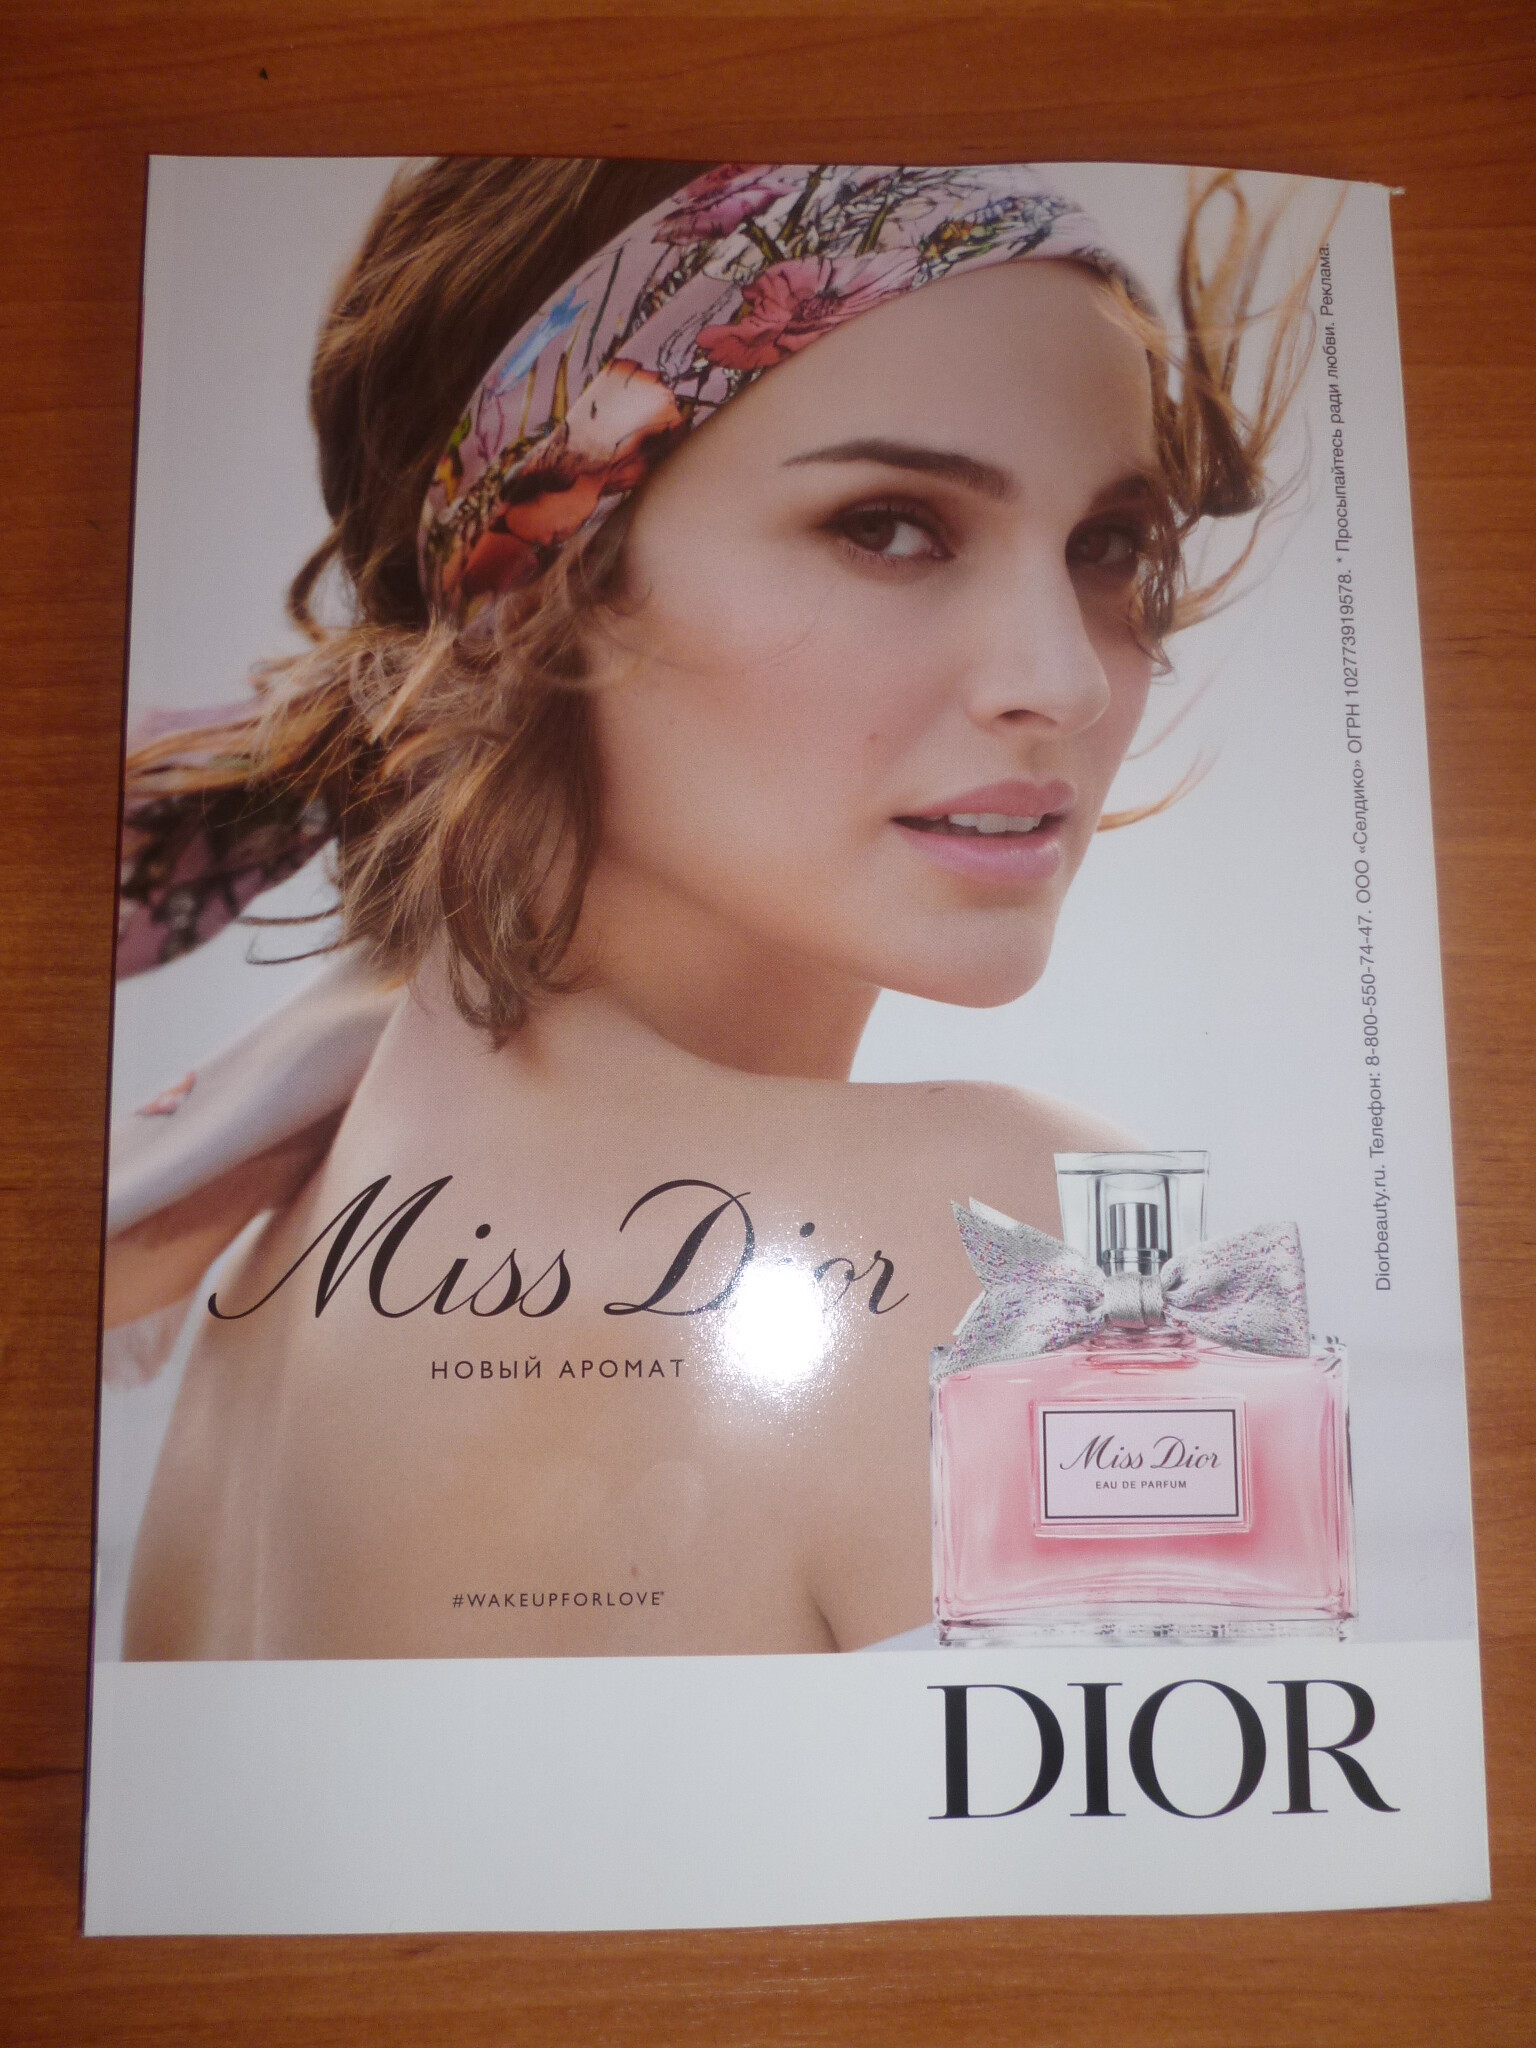 Diorbeauty.ru. Телефон: 8-800-550-74-47. ООО «Селдико» ОГРН 1027739919578. * Просыпайтесь ради любви. Реклама.
Miss Dior
НОВЫЙ АРОМАТ
Miss Dior
EAU DE PARFUM
#WAKEUPFORLOVE*
DIOR